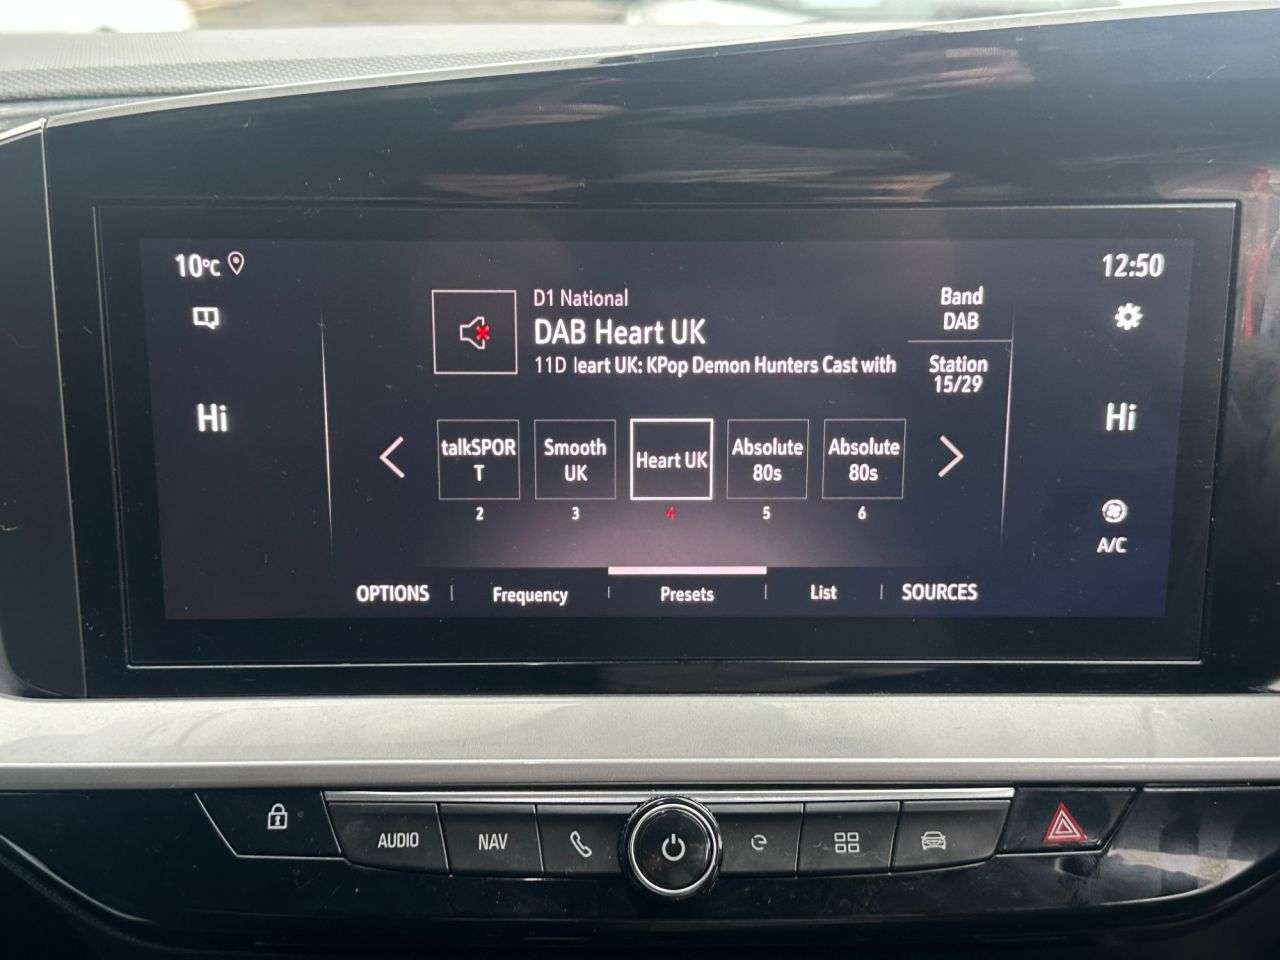 10°C
12:50
D1 National
DAB Heart UK
11D leart UK: KPop Demon Hunters Cast with
Band
DAB
Station
15/29
Hi
Hi
talkSPOR
T
Smooth
UK
Heart UK
Absolute
80s
Absolute
80s
2
3
4
5
6
A/C
OPTIONS
Frequency
Presets
List
SOURCES
AUDIO
NAV